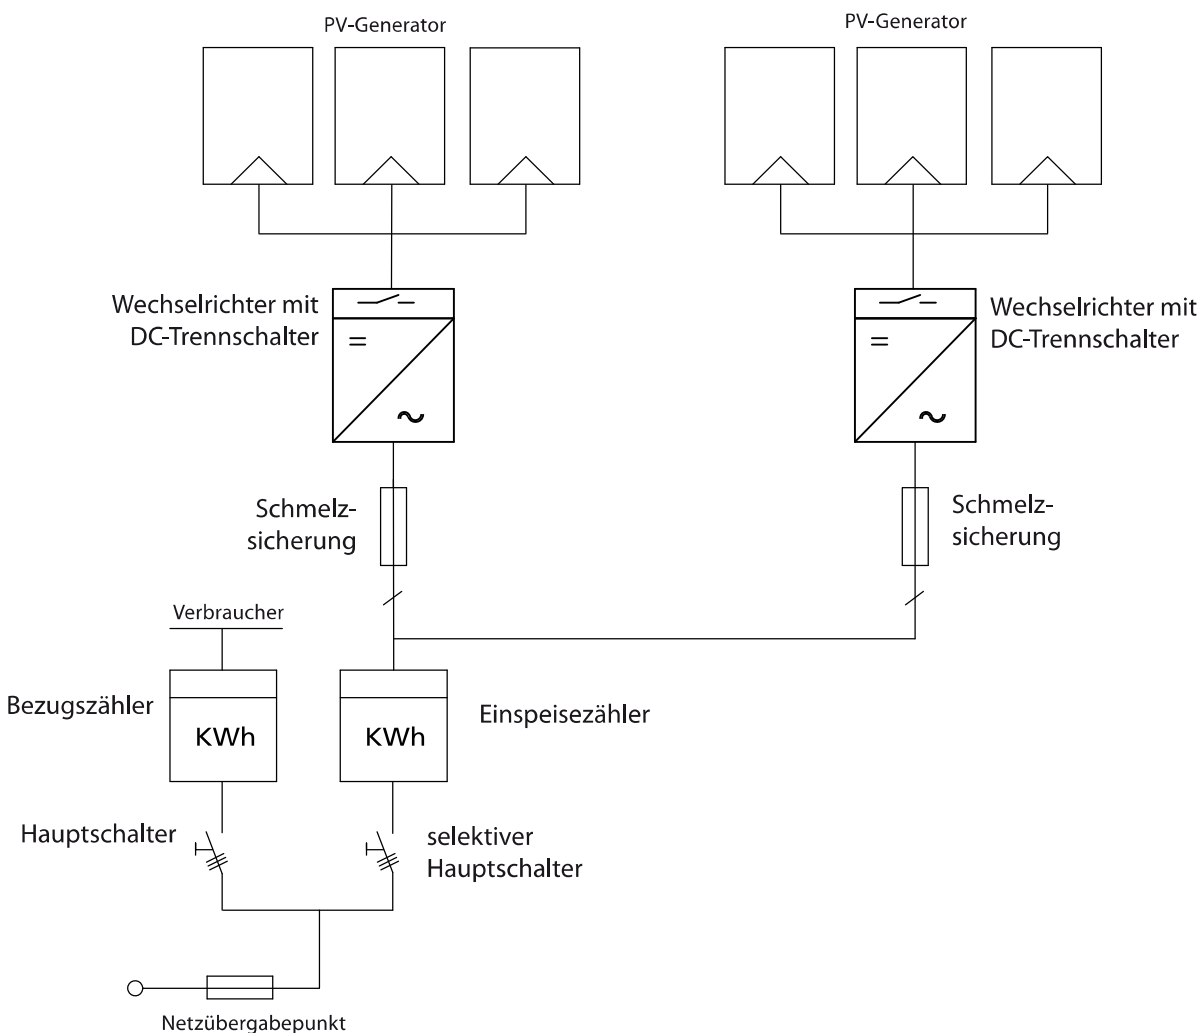 PV-Generator
PV-Generator
Wechselrichter mit
DC-Trennschalter
Wechselrichter mit
DC-Trennschalter
=
~
=
~
Schmelz-
sicherung
Schmelz-
sicherung
Verbraucher
Bezugszähler
KWh
KWh
Einspeisezähler
Hauptschalter
selektiver
Hauptschalter
Netzübergabepunkt